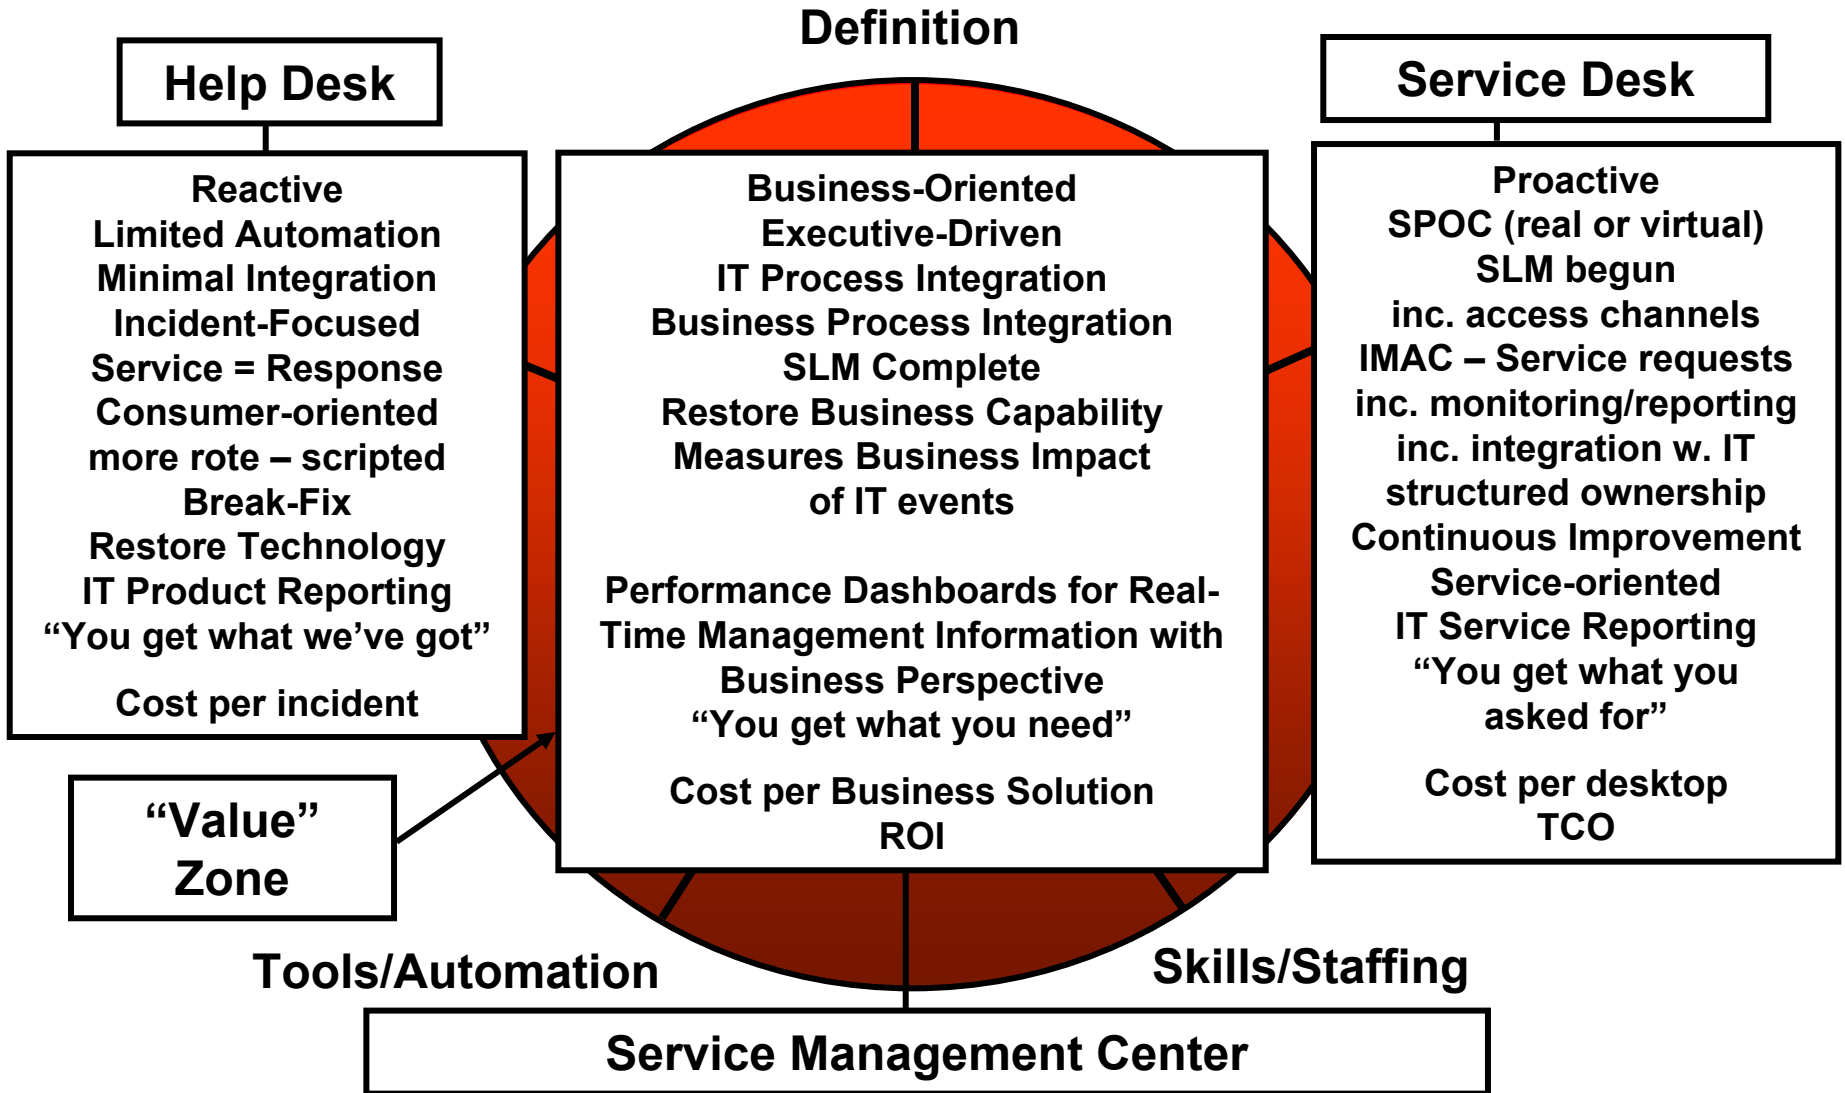 Definition
Help Desk
Reactive
Limited Automation
Minimal Integration
Incident-Focused
Service = Response
Consumer-oriented
more rote – scripted
Break-Fix
Restore Technology
IT Product Reporting
“You get what we’ve got”
Cost per incident
Business-Oriented
Executive-Driven
IT Process Integration
Business Process Integration
SLM Complete
Restore Business Capability
Measures Business Impact
of IT events
Performance Dashboards for Real-
Time Management Information with
Business Perspective
“You get what you need”
Cost per Business Solution
ROI
Service Desk
Proactive
SPOC (real or virtual)
SLM begun
inc. access channels
IMAC – Service requests
inc. monitoring/reporting
inc. integration w. IT
structured ownership
Continuous Improvement
Service-oriented
IT Service Reporting
“You get what you
asked for”
Cost per desktop
TCO
“Value”
Zone
Tools/Automation
Skills/Staffing
Service Management Center